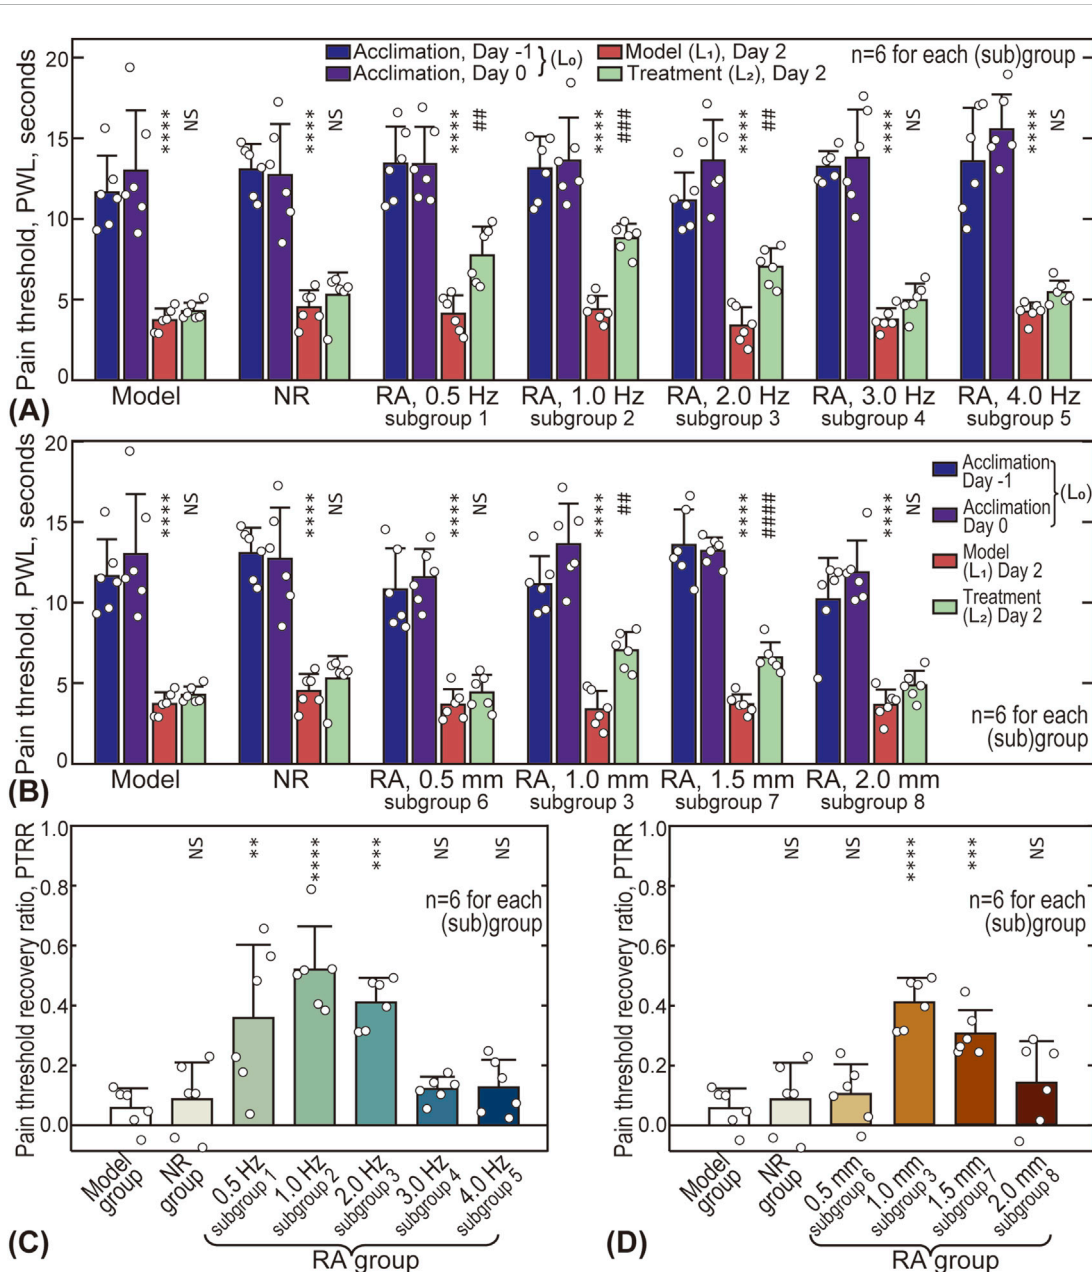 Acclimation, Day -1
Acclimation, Day 0
} (L₀)
Model (L₁), Day 2
Treatment (L₂), Day 2
n=6 for each (sub)group
Pain threshold, PWL, seconds
20
15
10
5
0
**** NS
**** NS
**** ##
**** ###
**** ##
**** NS
**** NS
Model
NR
RA, 0.5 Hz
subgroup 1
RA, 1.0 Hz
subgroup 2
RA, 2.0 Hz
subgroup 3
RA, 3.0 Hz
subgroup 4
RA, 4.0 Hz
subgroup 5
(A)
Pain threshold, PWL, seconds
20
15
10
5
0
**** NS
**** NS
**** NS
**** ##
**** ####
****
Acclimation
Day -1
Acclimation
Day 0
} (L₀)
Model
(L₁) Day 2
Treatment
(L₂) Day 2
n=6 for each
(sub)group
Model
NR
RA, 0.5 mm
subgroup 6
RA, 1.0 mm
subgroup 3
RA, 1.5 mm
subgroup 7
RA, 2.0 mm
subgroup 8
(B)
Pain threshold recovery ratio, PTRR
1.0
0.8
0.6
0.4
0.2
0.0
NS
**
****
***
NS
NS
n=6 for each
(sub)group
Model
group
NR
group
0.5 Hz
subgroup 1
1.0 Hz
subgroup 2
2.0 Hz
subgroup 3
3.0 Hz
subgroup 4
4.0 Hz
subgroup 5
RA group
(C)
Pain threshold recovery ratio, PTRR
1.0
0.8
0.6
0.4
0.2
0.0
NS
NS
****
***
NS
n=6 for each
(sub)group
Model
group
NR
group
0.5 mm
subgroup 6
1.0 mm
subgroup 3
1.5 mm
subgroup 7
2.0 mm
subgroup 8
RA group
(D)